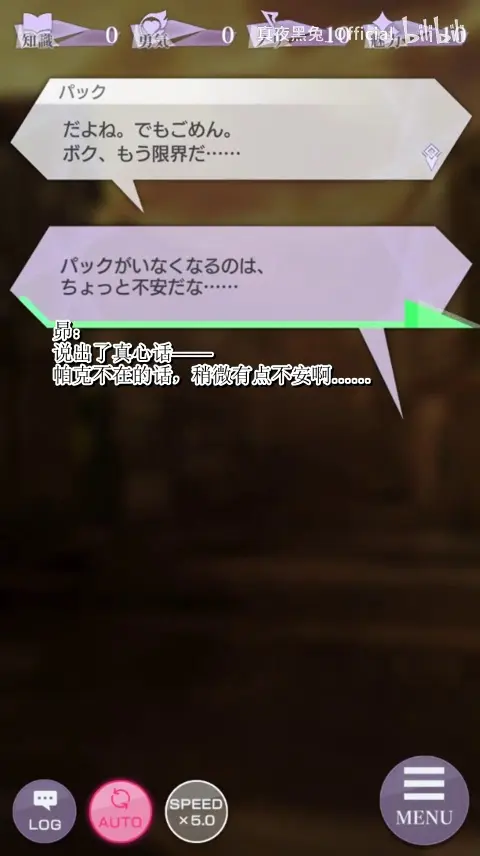 知識 0 勇気 0 10 10
真夜黑兔_Official bilibili
パック
だよね。でもごめん。
ボク、もう限界だ……
パックがいなくなるのは、
ちょっと不安だな……
昴:
说出了真心话——
帕克不在的话，稍微有点不安啊……
LOG
AUTO
SPEED
×5.0
MENU